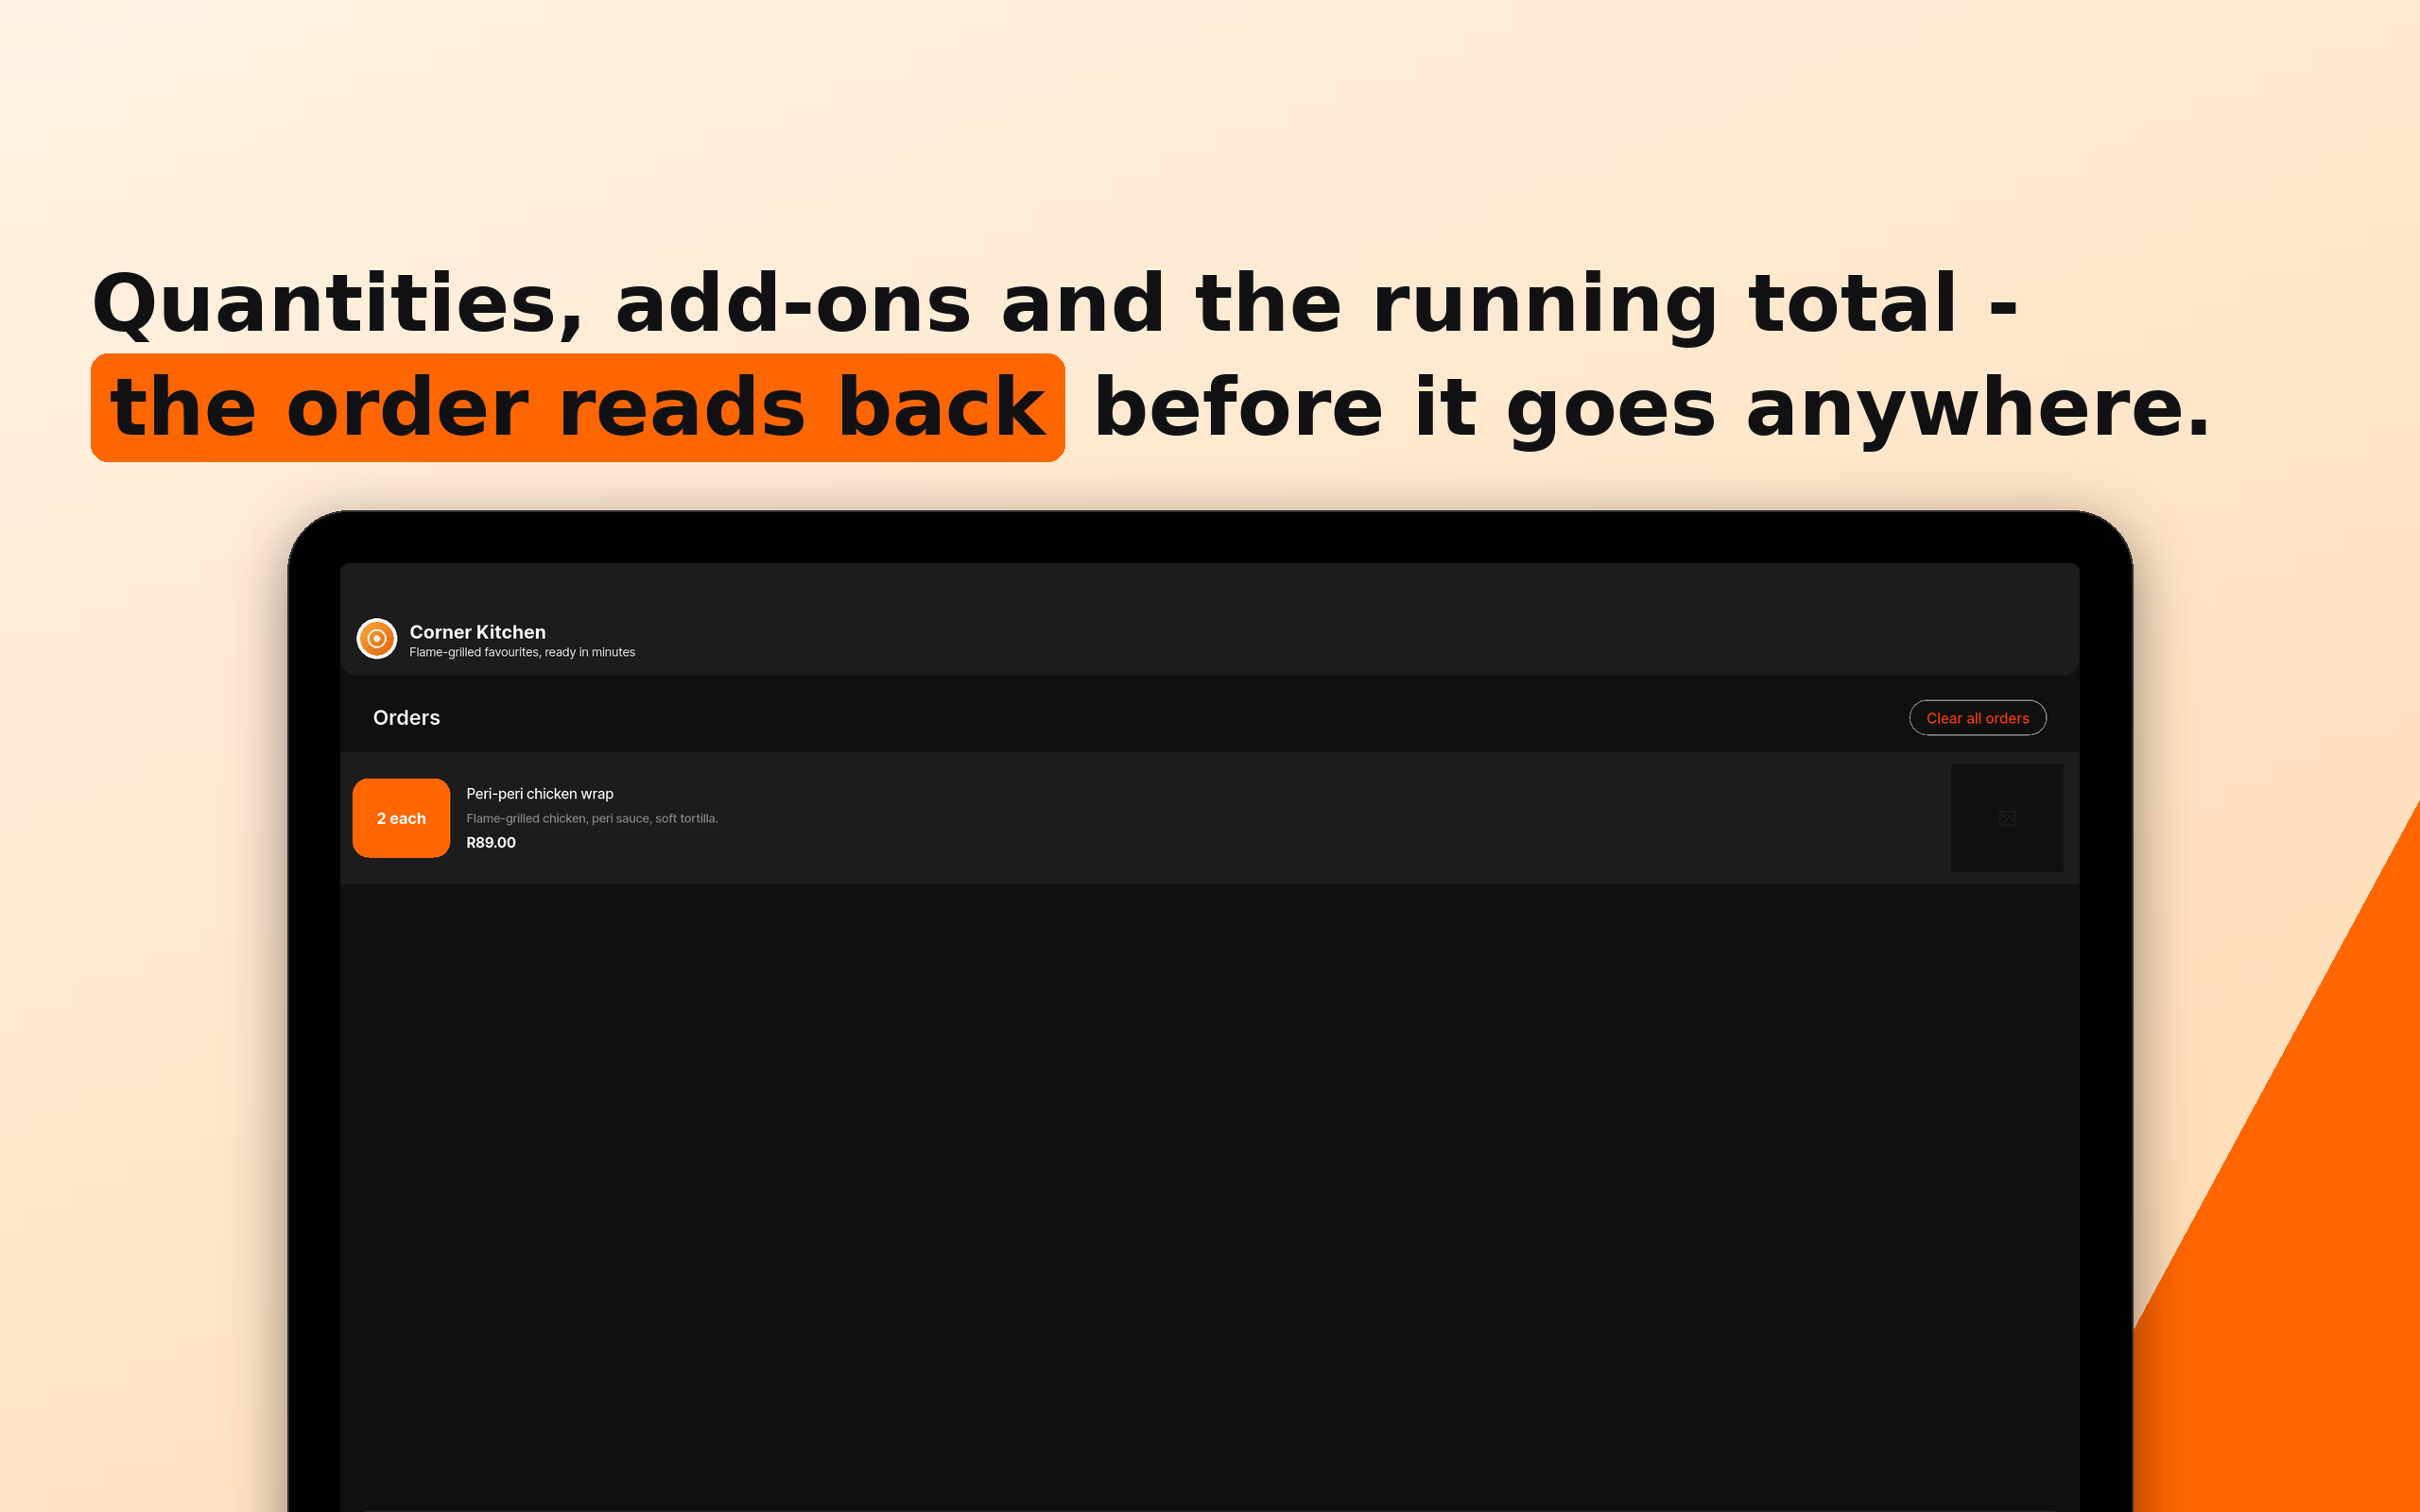 Quantities, add-ons and the running total -
the order reads back before it goes anywhere.
Corner Kitchen
Flame-grilled favourites, ready in minutes
Orders
Clear all orders
2 each
Peri-peri chicken wrap
Flame-grilled chicken, peri sauce, soft tortilla.
R89.00